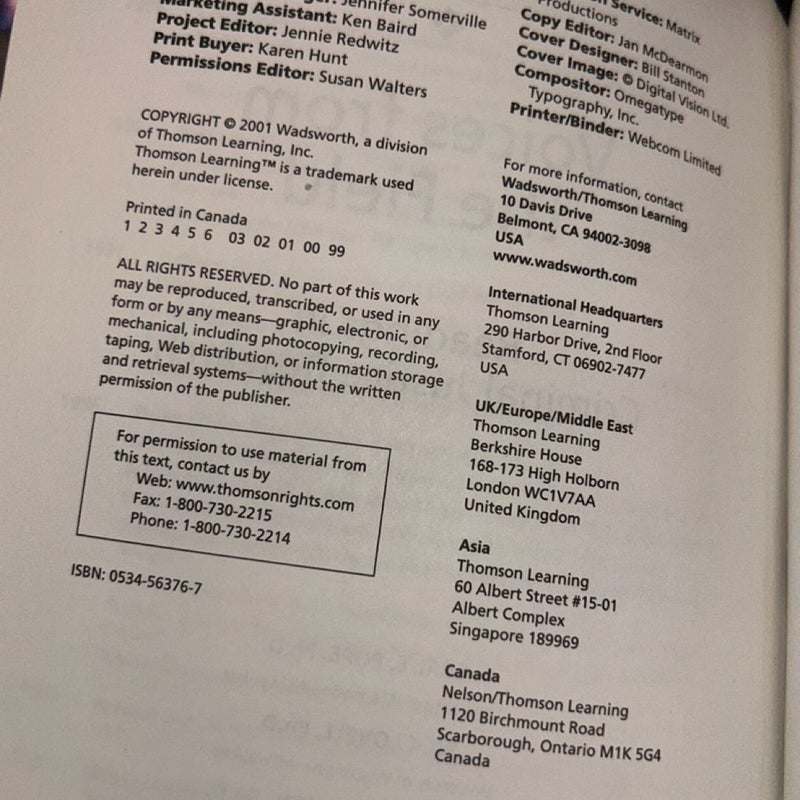 Jennifer Somerville
Marketing Assistant: Ken Baird
Project Editor: Jennie Redwitz
Print Buyer: Karen Hunt
Permissions Editor: Susan Walters
COPYRIGHT © 2001 Wadsworth, a division
of Thomson Learning, Inc.
Thomson Learning™ is a trademark used
herein under license.
Printed in Canada
1 2 3 4 5 6 03 02 01 00 99
ALL RIGHTS RESERVED. No part of this work
may be reproduced, transcribed, or used in any
form or by any means—graphic, electronic, or
mechanical, including photocopying, recording,
taping, Web distribution, or information storage
and retrieval systems—without the written
permission of the publisher.
For permission to use material from
this text, contact us by
Web: www.thomsonrights.com
Fax: 1-800-730-2215
Phone: 1-800-730-2214
ISBN: 0534-56376-7
Service: Matrix
Productions
Copy Editor: Jan McDearmon
Cover Designer: Bill Stanton
Cover Image: © Digital Vision Ltd.
Compositor: Omegatype
Typography, Inc.
Printer/Binder: Webcom Limited
For more information, contact
Wadsworth/Thomson Learning
10 Davis Drive
Belmont, CA 94002-3098
USA
www.wadsworth.com
International Headquarters
Thomson Learning
290 Harbor Drive, 2nd Floor
Stamford, CT 06902-7477
USA
UK/Europe/Middle East
Thomson Learning
Berkshire House
168-173 High Holborn
London WC1V7AA
United Kingdom
Asia
Thomson Learning
60 Albert Street #15-01
Albert Complex
Singapore 189969
Canada
Nelson/Thomson Learning
1120 Birchmount Road
Scarborough, Ontario M1K 5G4
Canada